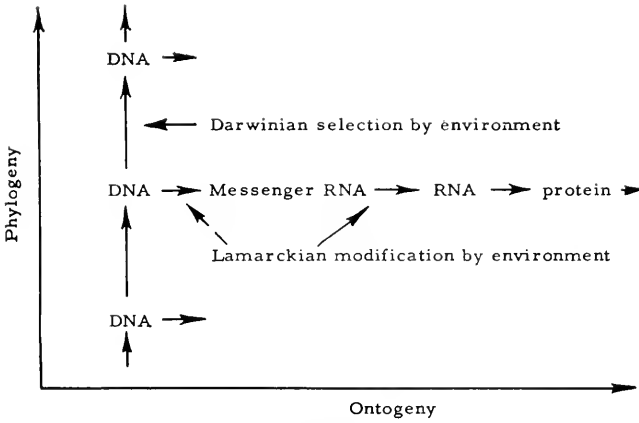 DNA
Darwinian selection by environment
DNA Messenger RNA RNA protein
Lamarckian modification by environment
DNA
Phylogeny
Ontogeny